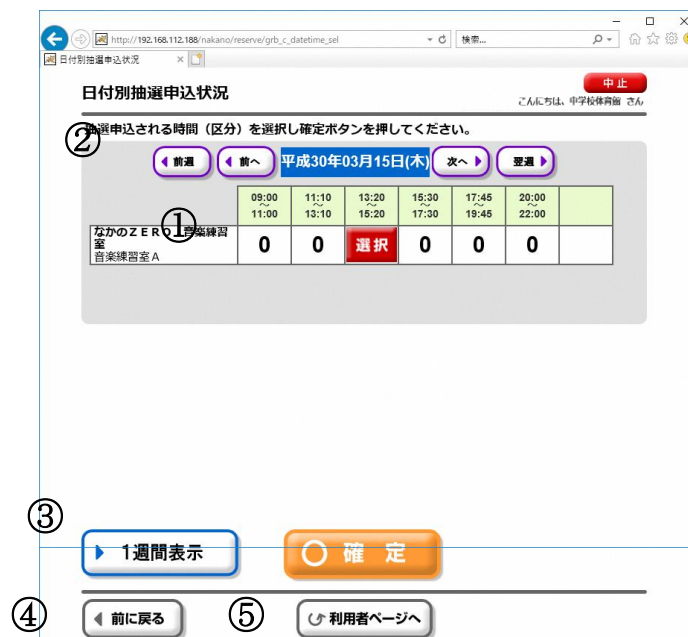 http://192.168.112.188/nakano/reserve/grb_c_datetime_sel
検索...
日付別抽選申込状況 ×
日付別抽選申込状況
中止
こんにちは、中学校体育館 さん
抽選申込される時間（区分）を選択し確定ボタンを押してください。
②
前週 前へ 平成30年03月15日(木) 次へ 翌週
09:00～11:00 11:10～13:10 13:20～15:20 15:30～17:30 17:45～19:45 20:00～22:00
①
なかのＺＥＲＯ 音楽練習
室
音楽練習室Ａ
0 0 選択 0 0 0
③
1週間表示 確定
④ 前に戻る ⑤ 利用者ページへ